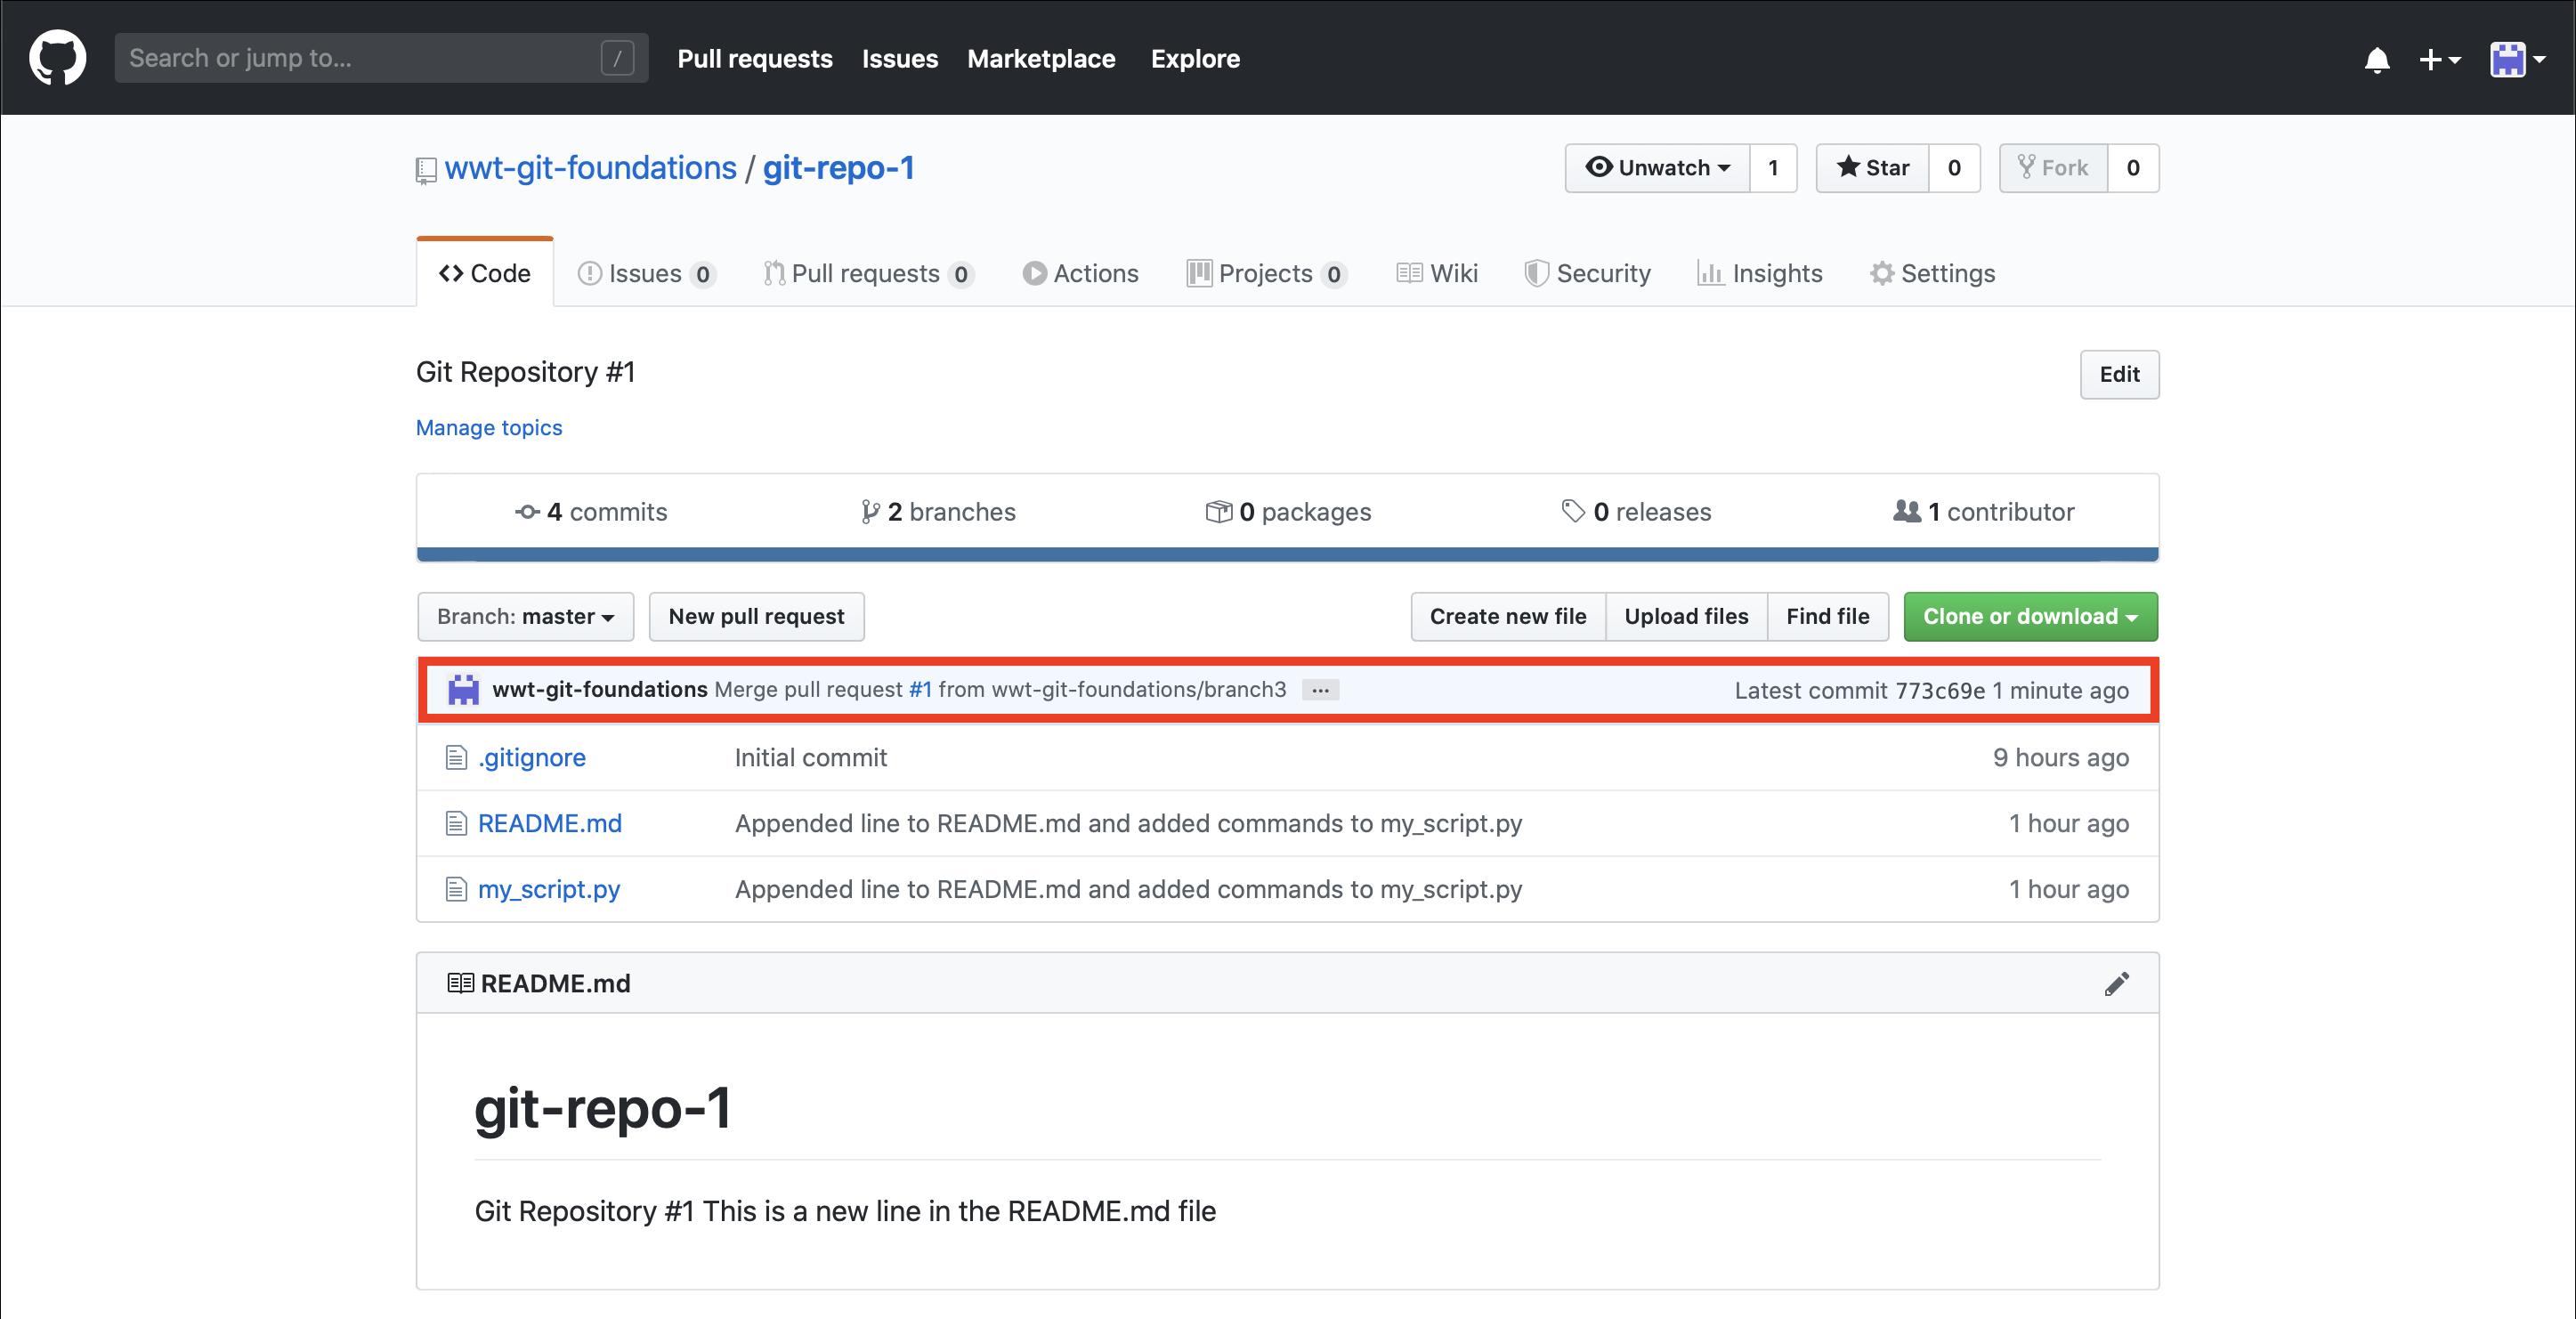 Search or jump to... /
Pull requests Issues Marketplace Explore
wwt-git-foundations / git-repo-1
Unwatch 1 Star 0 Fork 0
Code Issues 0 Pull requests 0 Actions Projects 0 Wiki Security Insights Settings
Git Repository #1 Edit
Manage topics
4 commits 2 branches 0 packages 0 releases 1 contributor
Branch: master New pull request Create new file Upload files Find file Clone or download
wwt-git-foundations Merge pull request #1 from wwt-git-foundations/branch3 ... Latest commit 773c69e 1 minute ago
.gitignore Initial commit 9 hours ago
README.md Appended line to README.md and added commands to my_script.py 1 hour ago
my_script.py Appended line to README.md and added commands to my_script.py 1 hour ago
README.md
git-repo-1
Git Repository #1 This is a new line in the README.md file